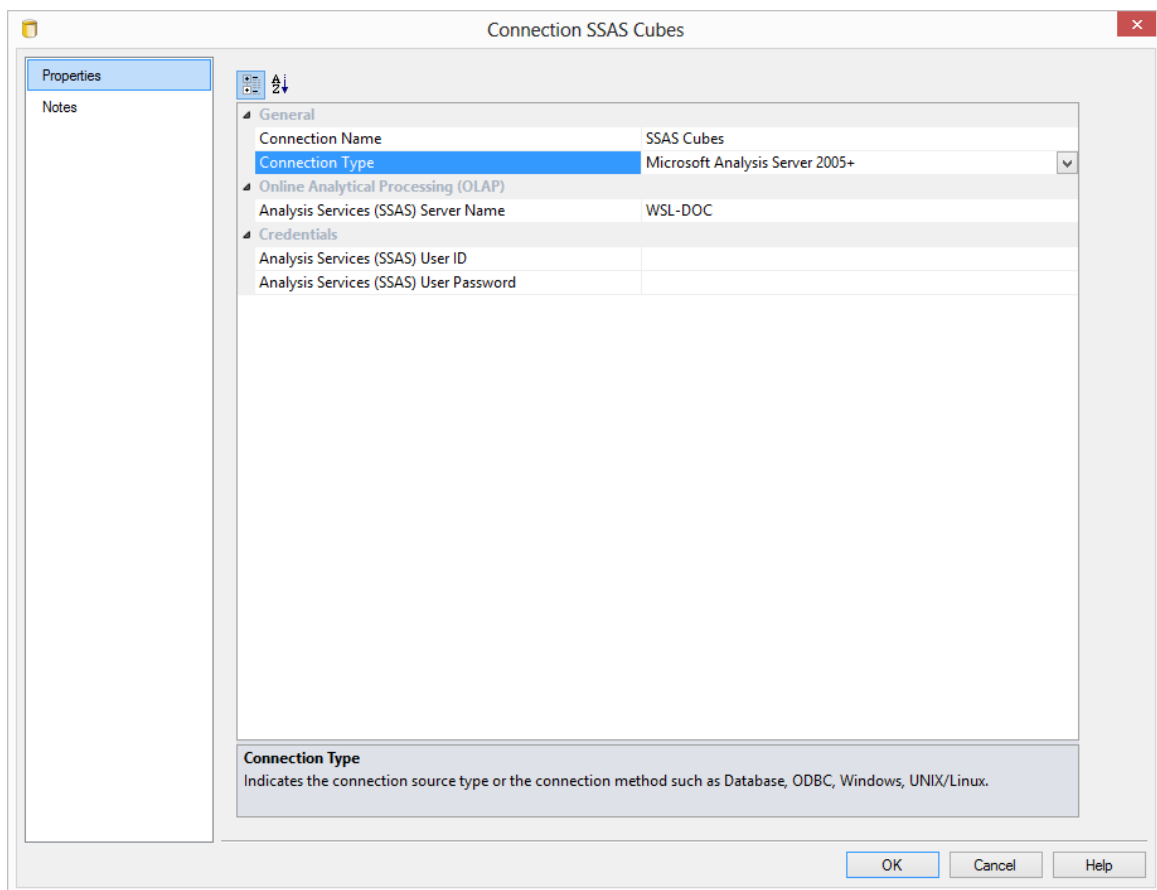 Connection SSAS Cubes
Properties
Notes
General
Connection Name SSAS Cubes
Connection Type Microsoft Analysis Server 2005+
Online Analytical Processing (OLAP)
Analysis Services (SSAS) Server Name WSL-DOC
Credentials
Analysis Services (SSAS) User ID
Analysis Services (SSAS) User Password
Connection Type
Indicates the connection source type or the connection method such as Database, ODBC, Windows, UNIX/Linux.
OK Cancel Help